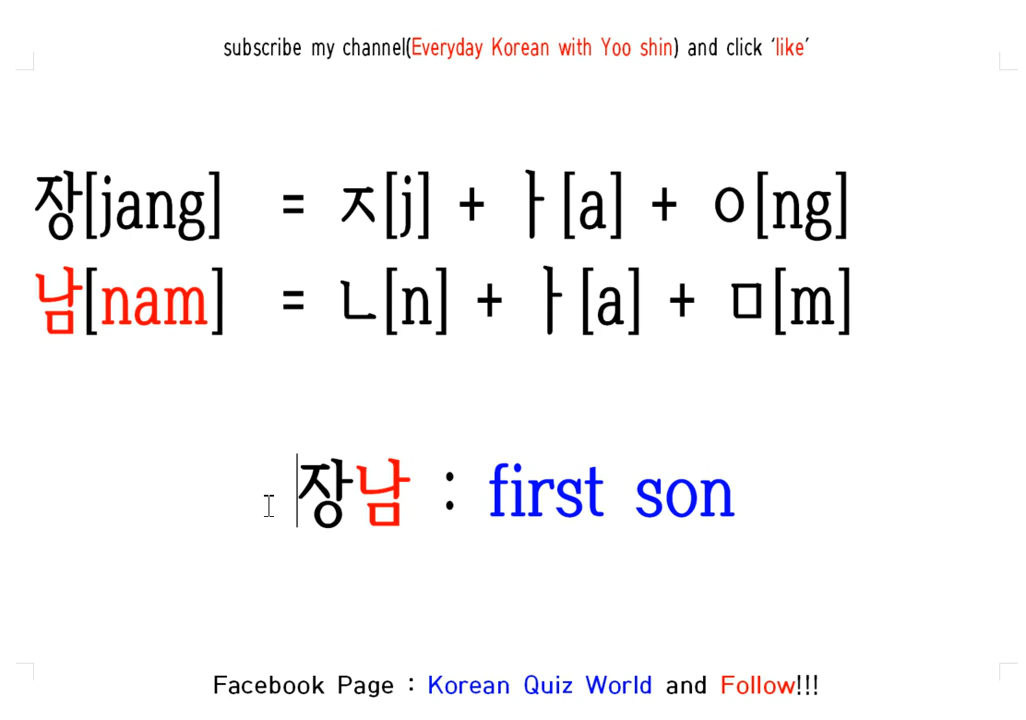 subscribe my channel(Everyday Korean with Yoo shin) and click ‘like’
장[jang] = ㅈ[j] + ㅏ[a] + ㅇ[ng]
남[nam] = ㄴ[n] + ㅏ[a] + ㅁ[m]
장남 : first son
Facebook Page : Korean Quiz World and Follow!!!